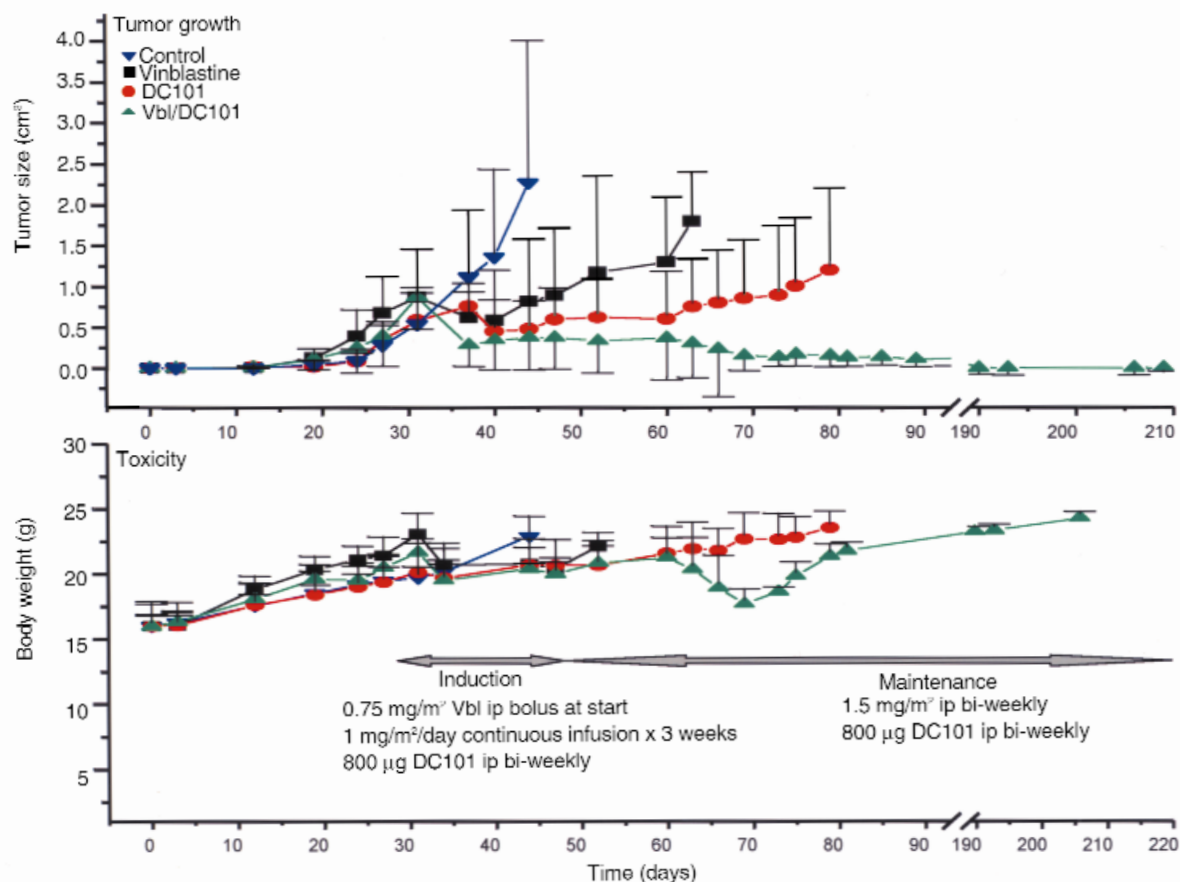 Tumor growth
Control
Vinblastine
DC101
Vbl/DC101
Tumor size (cm²)
4.0
3.5
3.0
2.5
2.0
1.5
1.0
0.5
0.0
0 10 20 30 40 50 60 70 80 90 190 200 210
Toxicity
Body weight (g)
30
25
20
15
10
5
Induction
0.75 mg/m² Vbl ip bolus at start
1 mg/m²/day continuous infusion x 3 weeks
800 μg DC101 ip bi-weekly
Maintenance
1.5 mg/m² ip bi-weekly
800 μg DC101 ip bi-weekly
0 10 20 30 40 50 60 70 80 90 190 200 210 220
Time (days)